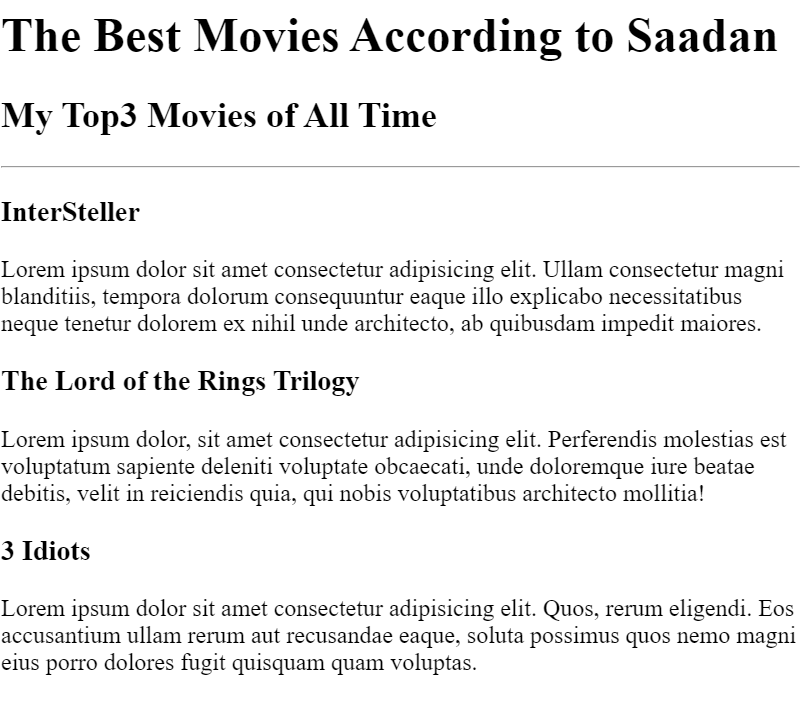 The Best Movies According to Saadan
My Top3 Movies of All Time
InterSteller
Lorem ipsum dolor sit amet consectetur adipisicing elit. Ullam consectetur magni
blanditiis, tempora dolorum consequuntur eaque illo explicabo necessitatibus
neque tenetur dolorem ex nihil unde architecto, ab quibusdam impedit maiores.
The Lord of the Rings Trilogy
Lorem ipsum dolor, sit amet consectetur adipisicing elit. Perferendis molestias est
voluptatum sapiente deleniti voluptate obcaecati, unde doloremque iure beatae
debitis, velit in reiciendis quia, qui nobis voluptatibus architecto mollitia!
3 Idiots
Lorem ipsum dolor sit amet consectetur adipisicing elit. Quos, rerum eligendi. Eos
accusantium ullam rerum aut recusandae eaque, soluta possimus quos nemo magni
eius porro dolores fugit quisquam quam voluptas.